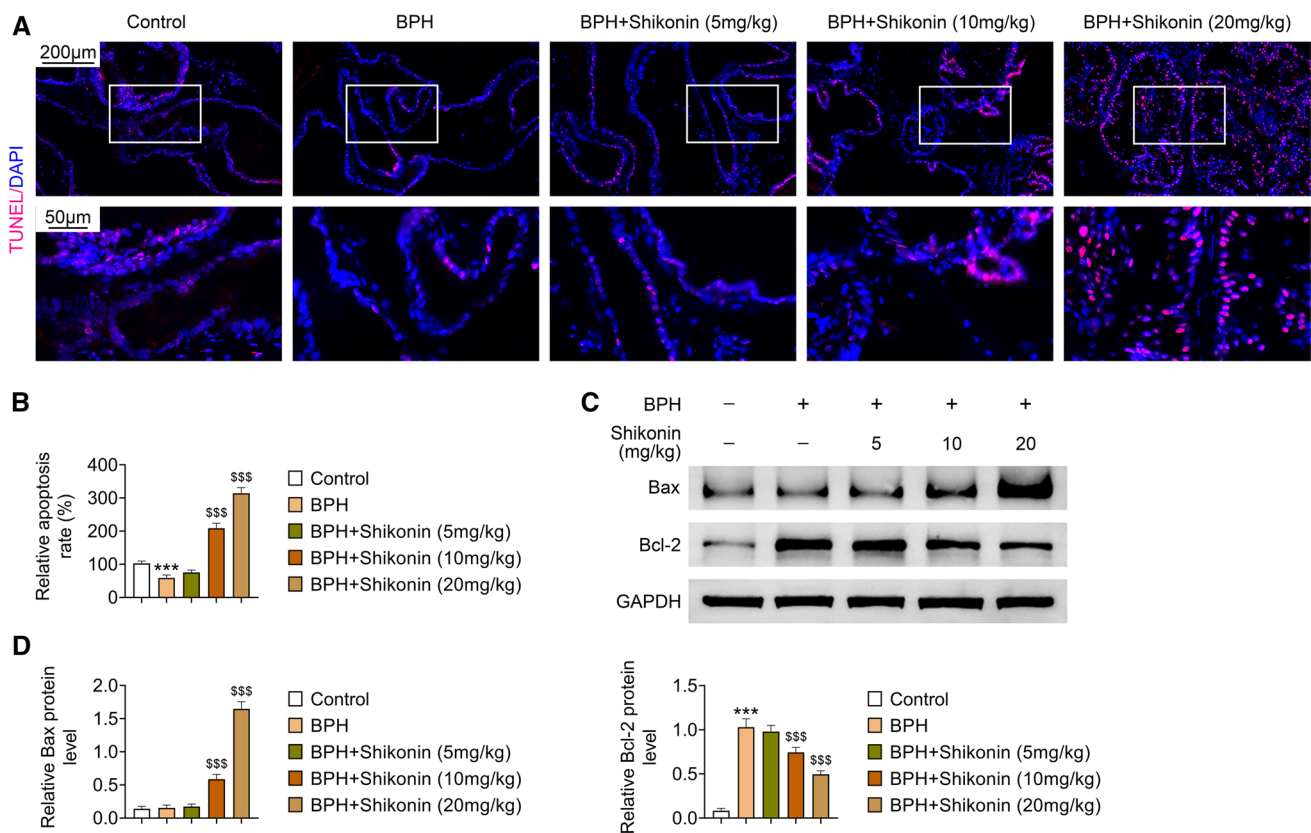 A
Control
BPH
BPH+Shikonin (5mg/kg)
BPH+Shikonin (10mg/kg)
BPH+Shikonin (20mg/kg)
200μm
50μm
TUNEL/DAPI
B
Relative apoptosis
rate (%)
400
300
200
100
0
***
$$$
$$$
Control
BPH
BPH+Shikonin (5mg/kg)
BPH+Shikonin (10mg/kg)
BPH+Shikonin (20mg/kg)
C
BPH − + + + +
Shikonin
(mg/kg) − − 5 10 20
Bax
Bcl-2
GAPDH
D
Relative Bax protein
level
2.0
1.5
1.0
0.5
0.0
$$$
$$$
Control
BPH
BPH+Shikonin (5mg/kg)
BPH+Shikonin (10mg/kg)
BPH+Shikonin (20mg/kg)
Relative Bcl-2 protein
level
1.5
1.0
0.5
0.0
***
$$$
$$$
Control
BPH
BPH+Shikonin (5mg/kg)
BPH+Shikonin (10mg/kg)
BPH+Shikonin (20mg/kg)